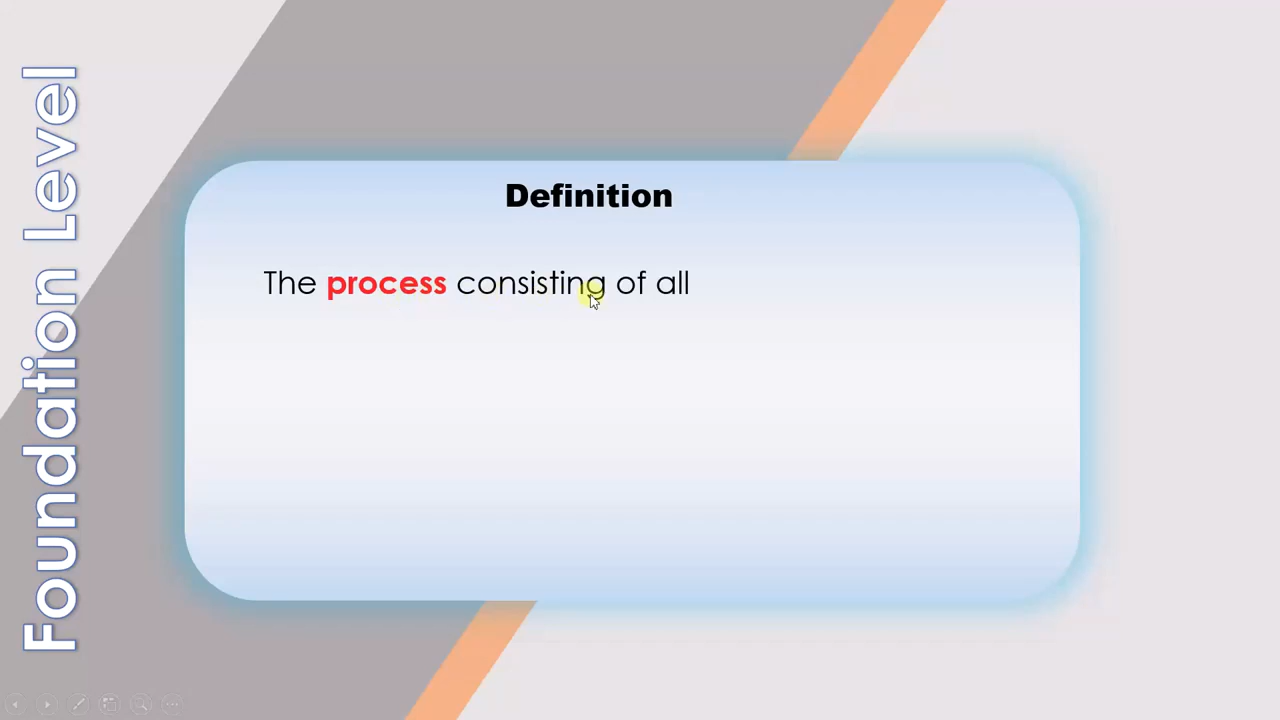 Foundation Level
Definition
The process consisting of all